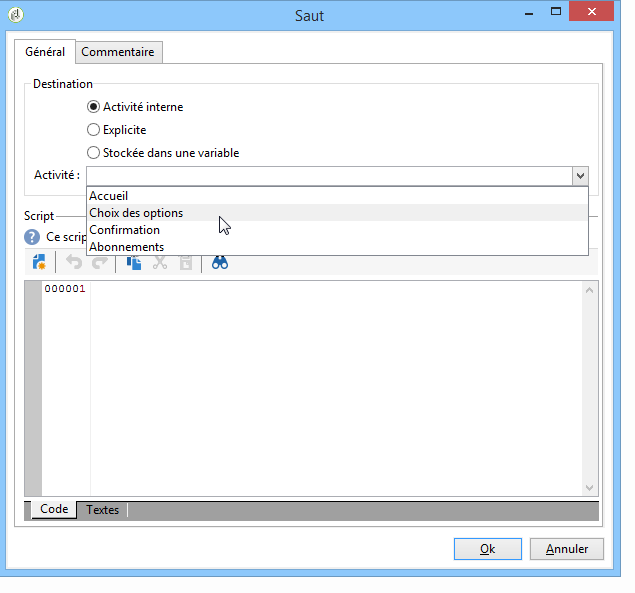 Saut
Général Commentaire
Destination
Activité interne
Explicite
Stockée dans une variable
Activité :
Accueil
Choix des options
Confirmation
Abonnements
Script
Ce
000001
Code Textes
Ok Annuler